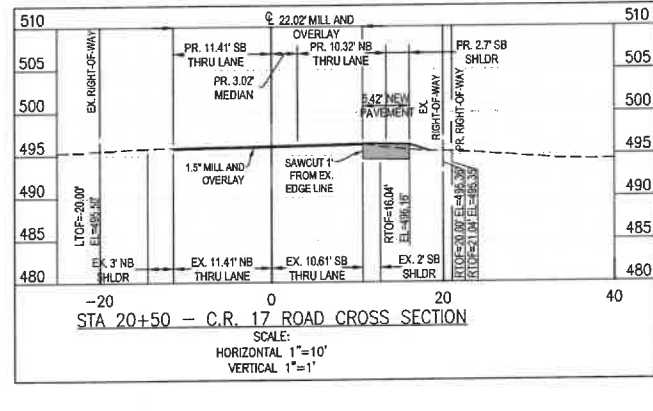 510
℄ 22.02' MILL AND
OVERLAY
510
PR. 11.41' SB
THRU LANE
PR. 10.32' NB
THRU LANE
PR. 2.7' SB
SHLDR
PR. 3.02'
MEDIAN
EX. RIGHT-OF-WAY
EX.
RIGHT-OF-WAY
PR. RIGHT-OF-WAY
505
505
500
500
5.42' NEW
PAVEMENT
495
495
1.5" MILL AND
OVERLAY
SAWCUT 1'
FROM EX.
EDGE LINE
490
490
LTOF=-20.00'
EL=495.50'
RTOF=16.04'
EL=496.16'
RTOF=20.00' EL=495.36'
RTOF=21.04' EL=495.35'
485
485
EX. 3' NB
SHLDR
EX. 11.41' NB
THRU LANE
EX. 10.61' SB
THRU LANE
EX. 2' SB
SHLDR
480
480
-20
0
20
40
STA 20+50 - C.R. 17 ROAD CROSS SECTION
SCALE:
HORIZONTAL 1"=10'
VERTICAL 1"=1'